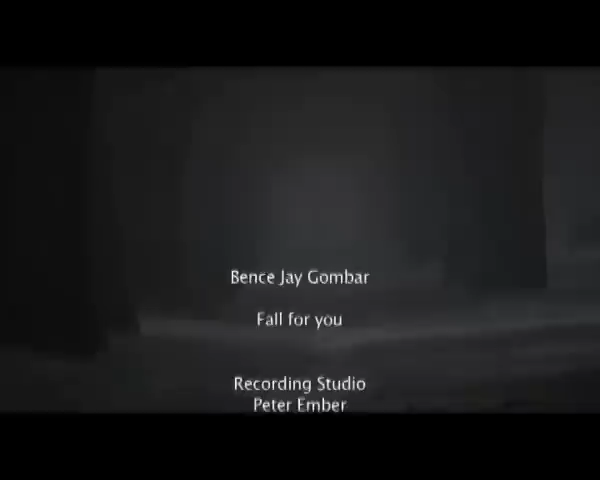 Bence Jay Gombar
Fall for you
Recording Studio
Peter Ember